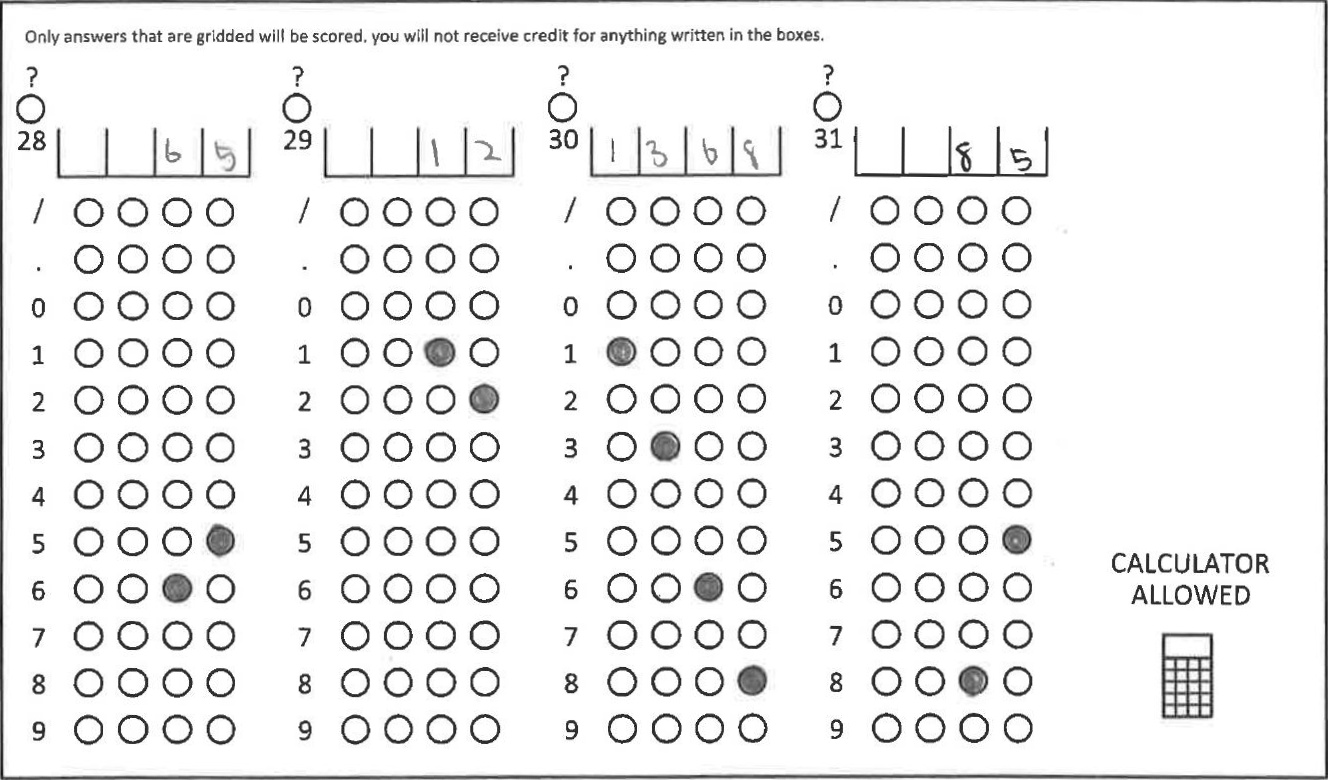 Only answers that are gridded will be scored. you will not receive credit for anything written in the boxes.
? ? ? ?
28 6 5 29 1 2 30 1 3 6 8 31 8 5
/ / / /
. . . .
0 0 0 0
1 1 1 1
2 2 2 2
3 3 3 3
4 4 4 4
5 5 5 5
6 6 6 6
7 7 7 7
8 8 8 8
9 9 9 9
CALCULATOR
ALLOWED